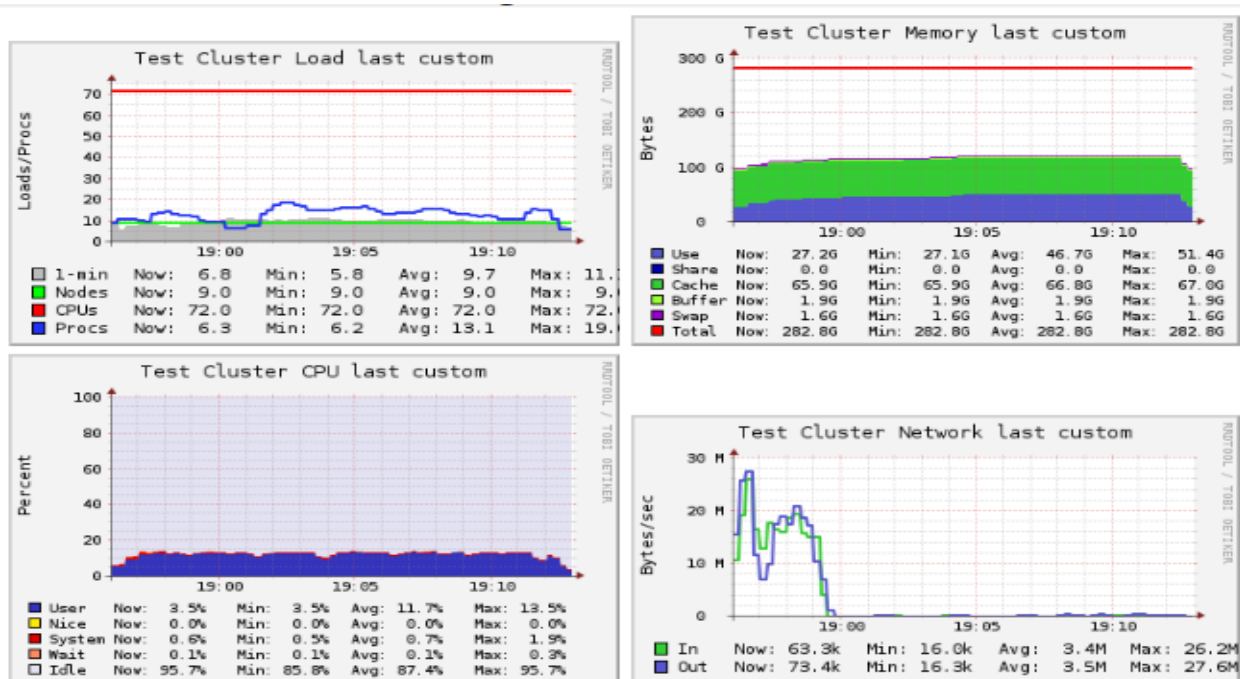 Test Cluster Load last custom
RRDTOOL / TOBI OETIKER
Loads/Procs
70
60
50
40
30
20
10
0
19:00 19:05 19:10
1-min Now: 6.8 Min: 5.8 Avg: 9.7 Max: 11.
Nodes Now: 9.0 Min: 9.0 Avg: 9.0 Max: 9.
CPUs Now: 72.0 Min: 72.0 Avg: 72.0 Max: 72.
Procs Now: 6.3 Min: 6.2 Avg: 13.1 Max: 19.
Test Cluster Memory last custom
RRDTOOL / TOBI OETIKER
Bytes
300 G
200 G
100 G
0
19:00 19:05 19:10
Use Now: 27.2G Min: 27.1G Avg: 46.7G Max: 51.4G
Share Now: 0.0 Min: 0.0 Avg: 0.0 Max: 0.0
Cache Now: 65.9G Min: 65.9G Avg: 66.8G Max: 67.0G
Buffer Now: 1.9G Min: 1.9G Avg: 1.9G Max: 1.9G
Swap Now: 1.6G Min: 1.6G Avg: 1.6G Max: 1.6G
Total Now: 282.8G Min: 282.8G Avg: 282.8G Max: 282.8G
Test Cluster CPU last custom
RRDTOOL / TOBI OETIKER
Percent
100
80
60
40
20
0
19:00 19:05 19:10
User Now: 3.5% Min: 3.5% Avg: 11.7% Max: 13.5%
Nice Now: 0.0% Min: 0.0% Avg: 0.0% Max: 0.0%
System Now: 0.6% Min: 0.5% Avg: 0.7% Max: 1.9%
Wait Now: 0.1% Min: 0.1% Avg: 0.1% Max: 0.3%
Idle Now: 95.7% Min: 85.8% Avg: 87.4% Max: 95.7%
Test Cluster Network last custom
RRDTOOL / TOBI OETIKER
Bytes/sec
30 M
20 M
10 M
0
19:00 19:05 19:10
In Now: 63.3k Min: 16.0k Avg: 3.4M Max: 26.2M
Out Now: 73.4k Min: 16.3k Avg: 3.5M Max: 27.6M